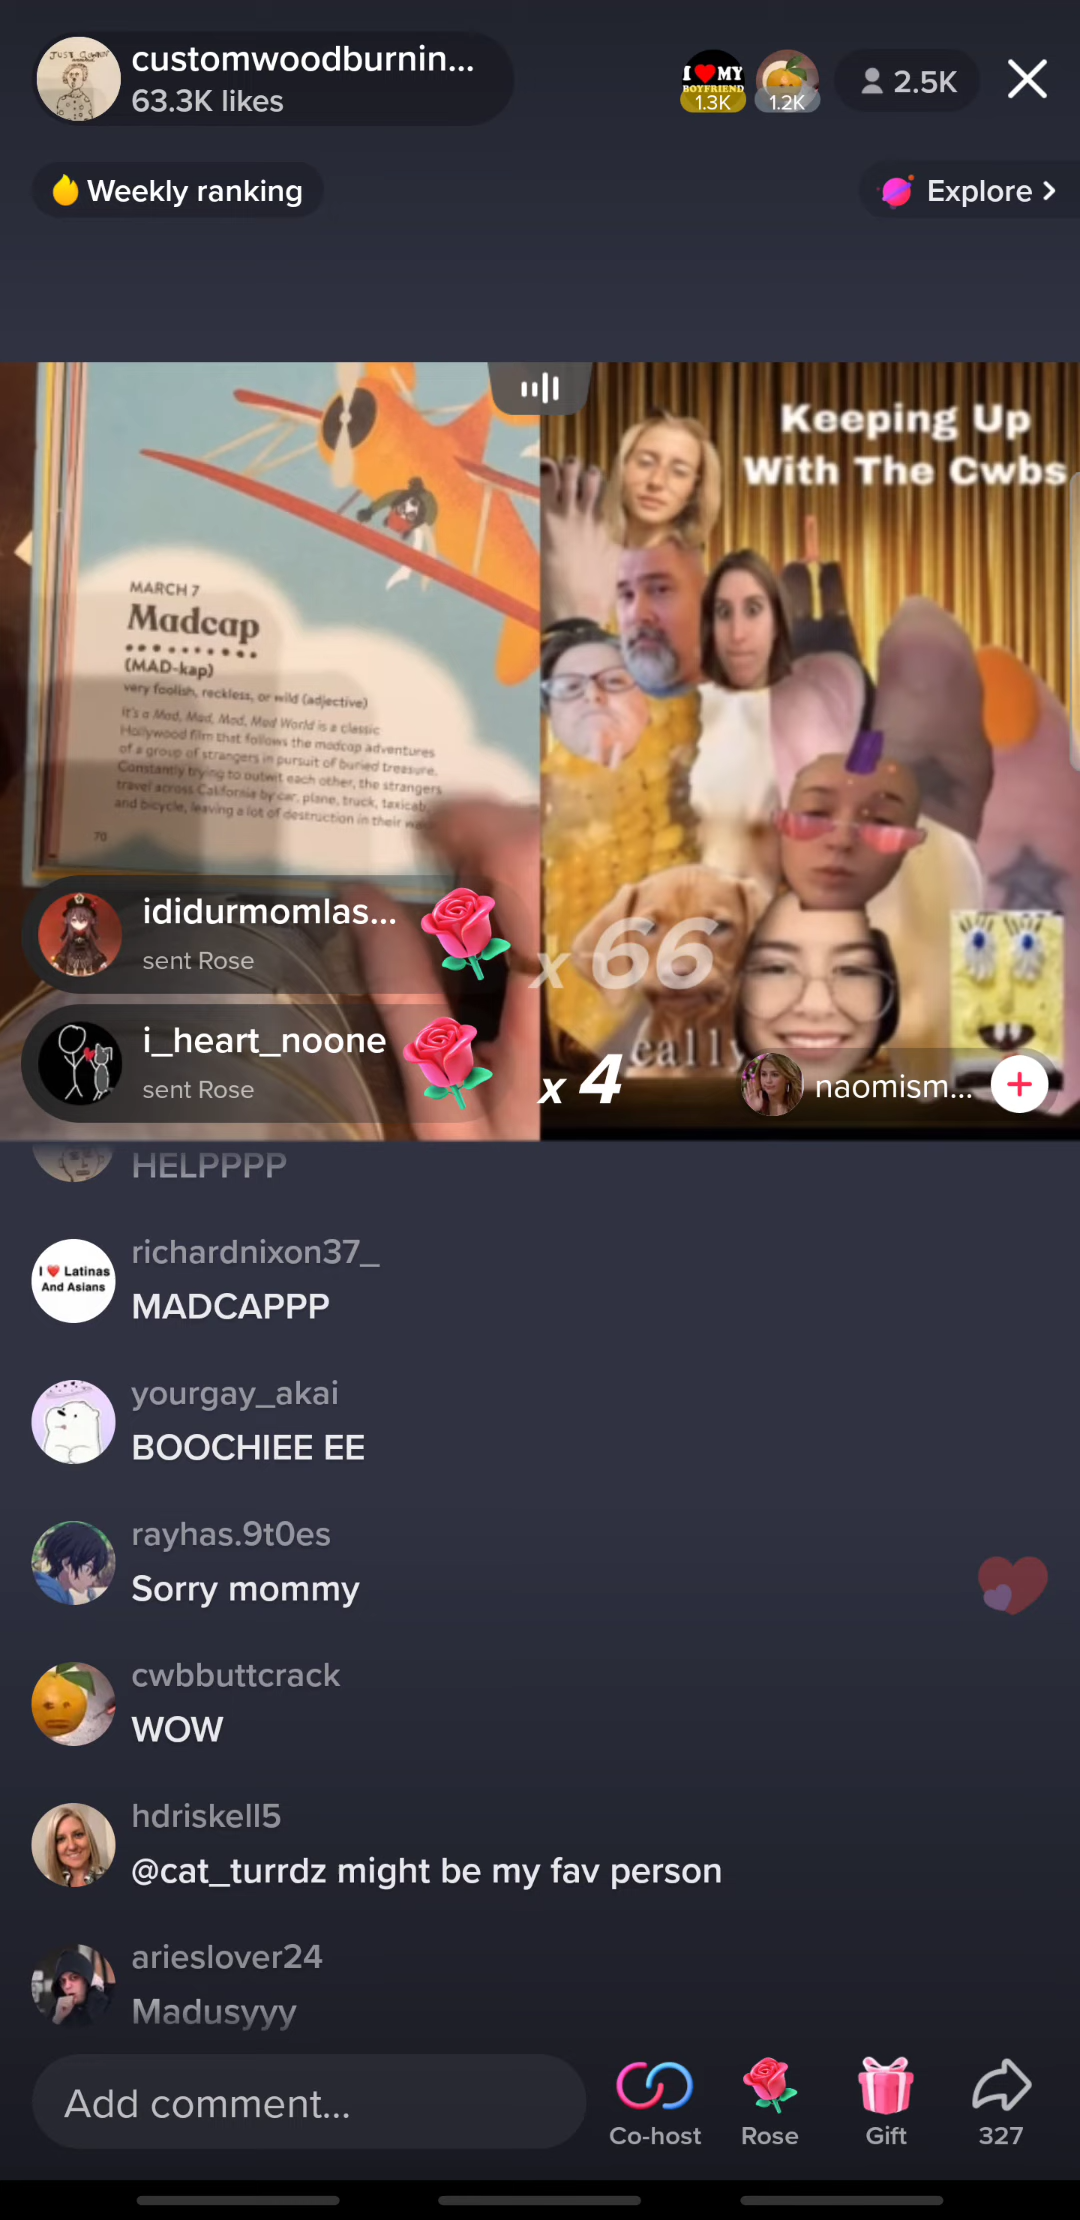 JUST GOWON
customwoodburnin...
63.3K likes
I ❤ MY
BOYFRIEND
1.3K
1.2K
2.5K
Weekly ranking
Explore >
Keeping Up
With The Cwbs
MARCH 7
Madcap
(MAD-kap)
very foolish, reckless, or wild (adjective)
It's a Mad, Mad, Mad, Mad World is a classic
Hollywood film that follows the madcap adventures
of a group of strangers in pursuit of buried treasure.
Constantly trying to outwit each other, the strangers
travel across California by car, plane, truck, taxicab,
and bicycle, leaving a lot of destruction in their
70
ididurmomlas...
sent Rose
x 66
i_heart_noone
sent Rose
x 4
cally
naomism...
HELPPPP
richardnixon37_
I ❤ Latinas
And Asians
MADCAPPP
yourgay_akai
BOOCHIEE EE
rayhas.9t0es
Sorry mommy
cwbbuttcrack
WOW
hdriskell5
@cat_turrdz might be my fav person
arieslover24
Madusyyy
Add comment...
Co-host
Rose
Gift
327